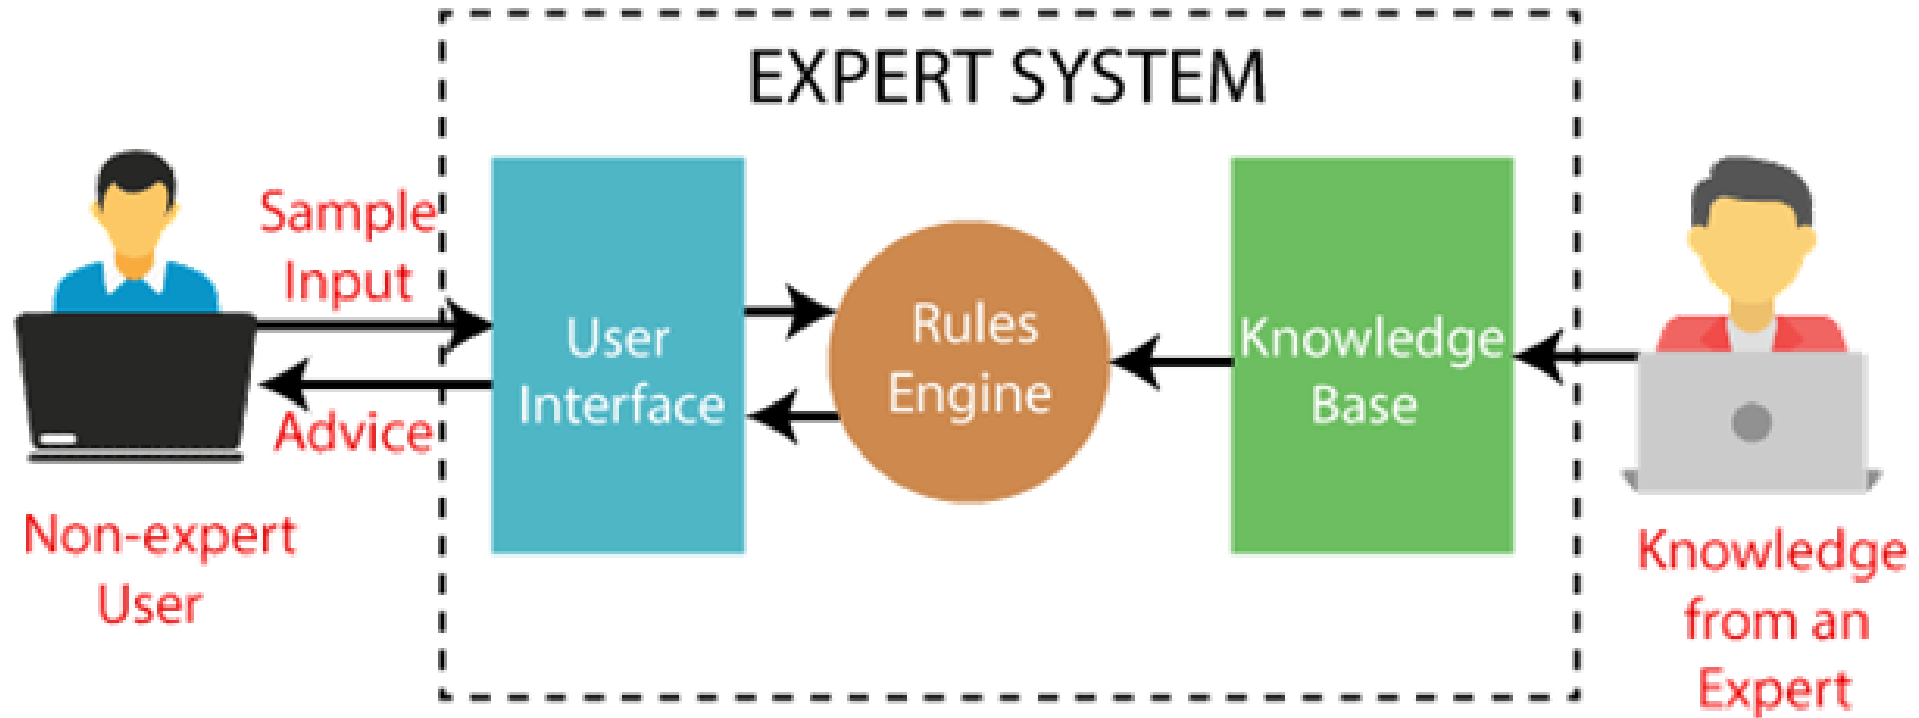 EXPERT SYSTEM
Sample
Input
Advice
Non-expert
User
User
Interface
Rules
Engine
Knowledge
Base
Knowledge
from an
Expert